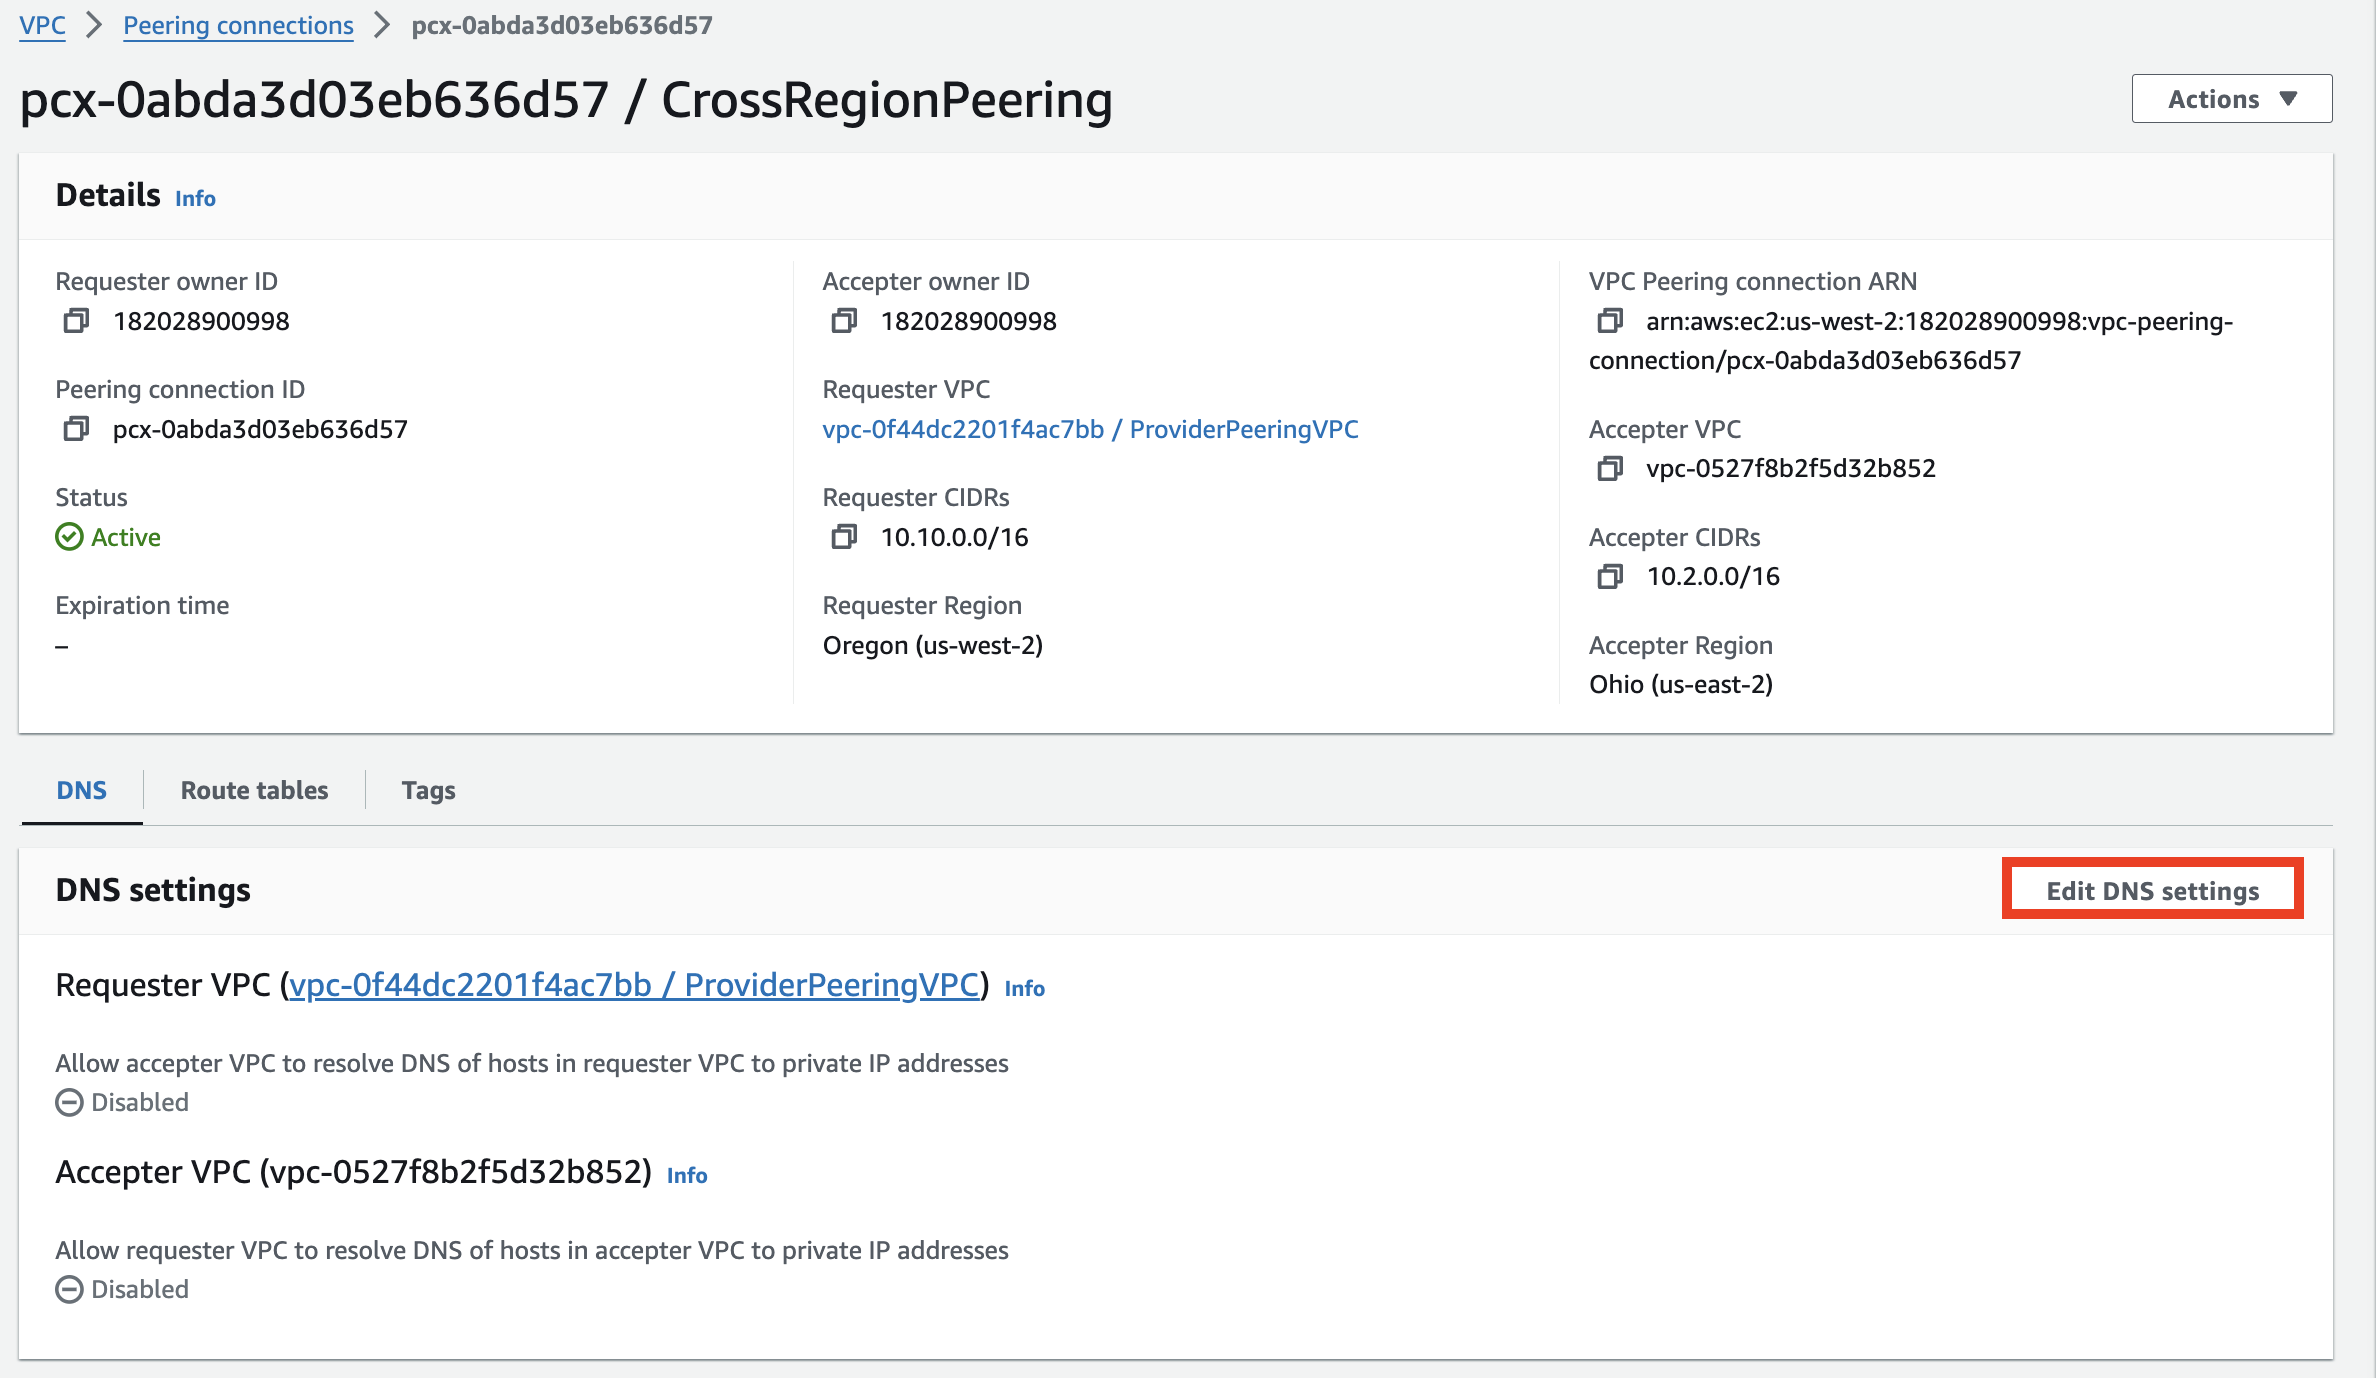 VPC > Peering connections > pcx-0abda3d03eb636d57
pcx-0abda3d03eb636d57 / CrossRegionPeering
Actions ▼
Details Info
Requester owner ID
182028900998
Peering connection ID
pcx-0abda3d03eb636d57
Status
Active
Expiration time
–
Accepter owner ID
182028900998
Requester VPC
vpc-0f44dc2201f4ac7bb / ProviderPeeringVPC
Requester CIDRs
10.10.0.0/16
Requester Region
Oregon (us-west-2)
VPC Peering connection ARN
arn:aws:ec2:us-west-2:182028900998:vpc-peering-
connection/pcx-0abda3d03eb636d57
Accepter VPC
vpc-0527f8b2f5d32b852
Accepter CIDRs
10.2.0.0/16
Accepter Region
Ohio (us-east-2)
DNS Route tables Tags
DNS settings
Edit DNS settings
Requester VPC (vpc-0f44dc2201f4ac7bb / ProviderPeeringVPC) Info
Allow accepter VPC to resolve DNS of hosts in requester VPC to private IP addresses
Disabled
Accepter VPC (vpc-0527f8b2f5d32b852) Info
Allow requester VPC to resolve DNS of hosts in accepter VPC to private IP addresses
Disabled